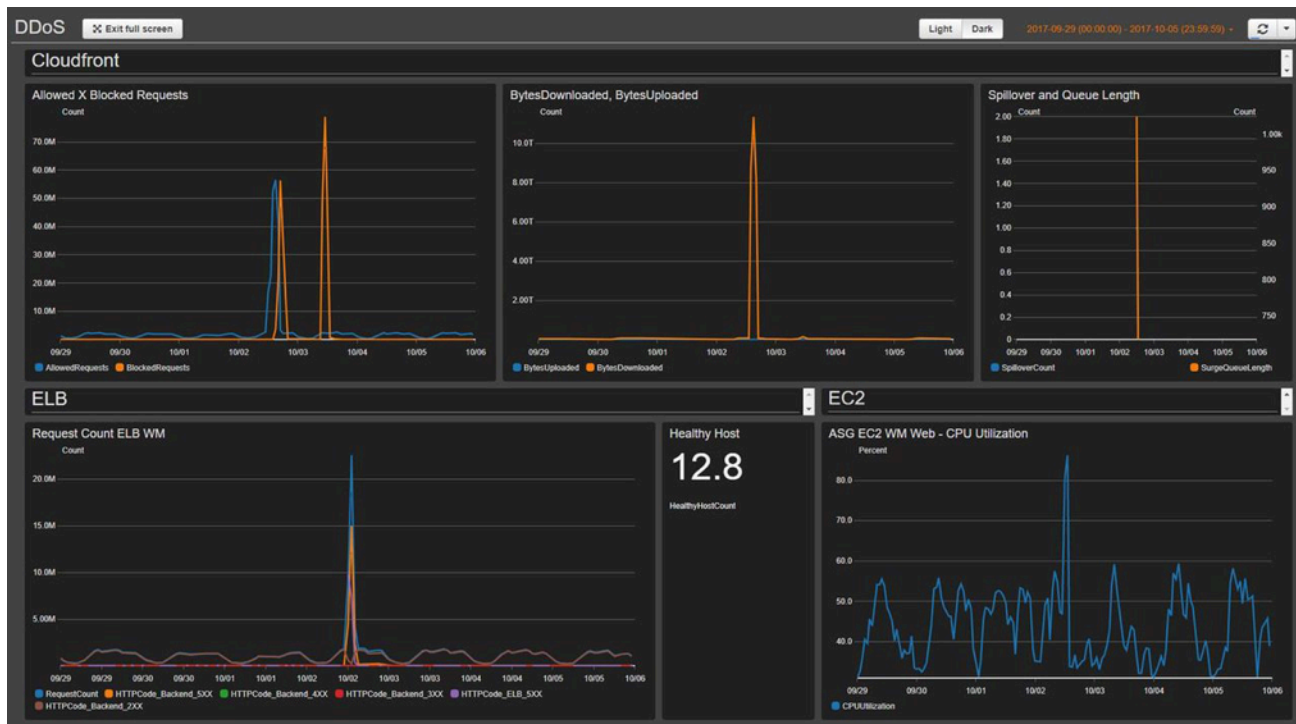 DDoS
Exit full screen
Light Dark
2017-09-29 (00:00:00) - 2017-10-05 (23:59:59)
Cloudfront
Allowed X Blocked Requests
Count
70.0M
60.0M
50.0M
40.0M
30.0M
20.0M
10.0M
09/29 09/30 10/01 10/02 10/03 10/04 10/05 10/06
AllowedRequests BlockedRequests
BytesDownloaded, BytesUploaded
Count
10.0T
8.00T
6.00T
4.00T
2.00T
09/29 09/30 10/01 10/02 10/03 10/04 10/05 10/06
BytesUploaded BytesDownloaded
Spillover and Queue Length
Count Count
2.00
1.80
1.60
1.40
1.20
1.00
0.8
0.6
0.4
0.2
0
1.00k
950
900
850
800
750
09/29 09/30 10/01 10/02 10/03 10/04 10/05 10/06
SpilloverCount SurgeQueueLength
ELB
Request Count ELB WM
Count
20.0M
15.0M
10.0M
5.00M
09/29 09/29 09/30 09/30 10/01 10/01 10/02 10/03 10/03 10/04 10/04 10/05 10/05 10/06
RequestCount HTTPCode_Backend_5XX HTTPCode_Backend_4XX HTTPCode_Backend_3XX HTTPCode_ELB_5XX
HTTPCode_Backend_2XX
Healthy Host
12.8
HealthyHostCount
EC2
ASG EC2 WM Web - CPU Utilization
Percent
80.0
70.0
60.0
50.0
40.0
09/29 09/30 10/01 10/02 10/03 10/04 10/05 10/06
CPUUtilization